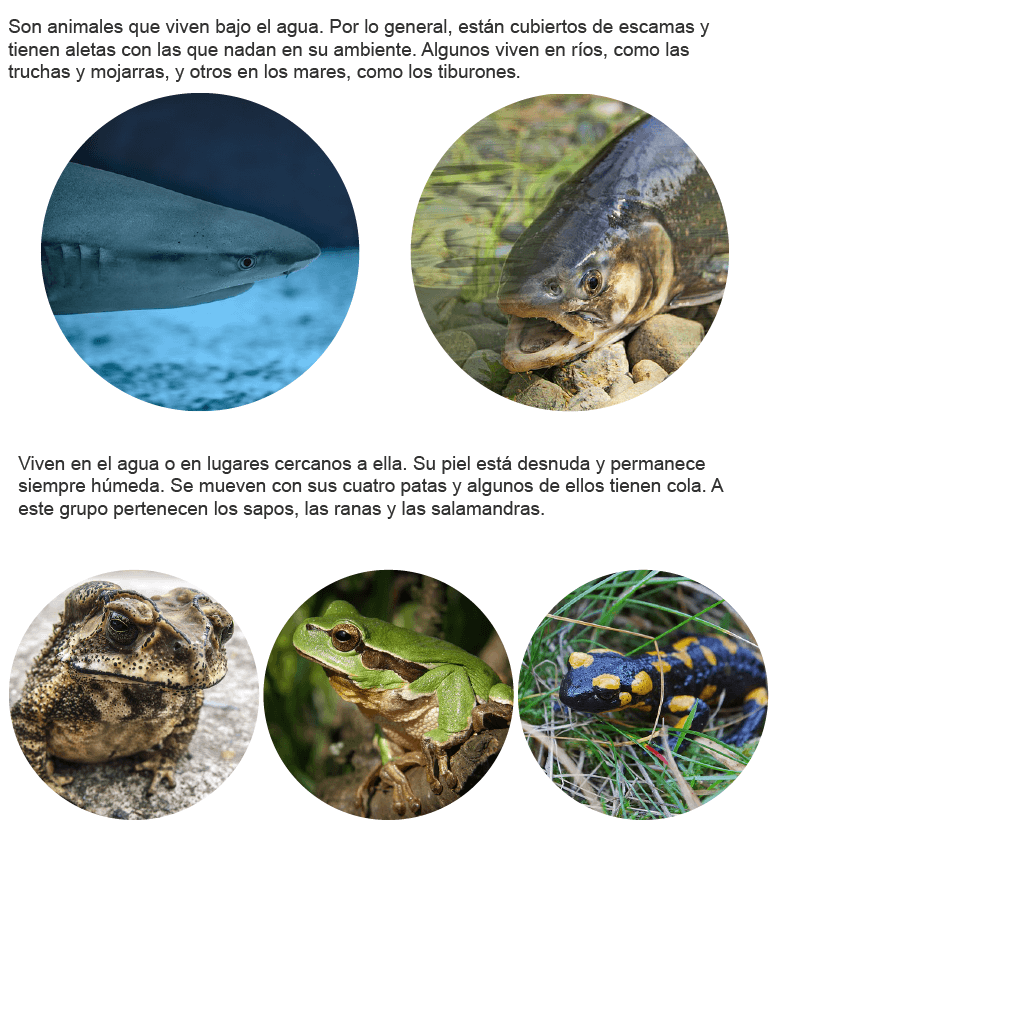 Son animales que viven bajo el agua. Por lo general, están cubiertos de escamas y
tienen aletas con las que nadan en su ambiente. Algunos viven en ríos, como las
truchas y mojarras, y otros en los mares, como los tiburones.
Viven en el agua o en lugares cercanos a ella. Su piel está desnuda y permanece
siempre húmeda. Se mueven con sus cuatro patas y algunos de ellos tienen cola. A
este grupo pertenecen los sapos, las ranas y las salamandras.